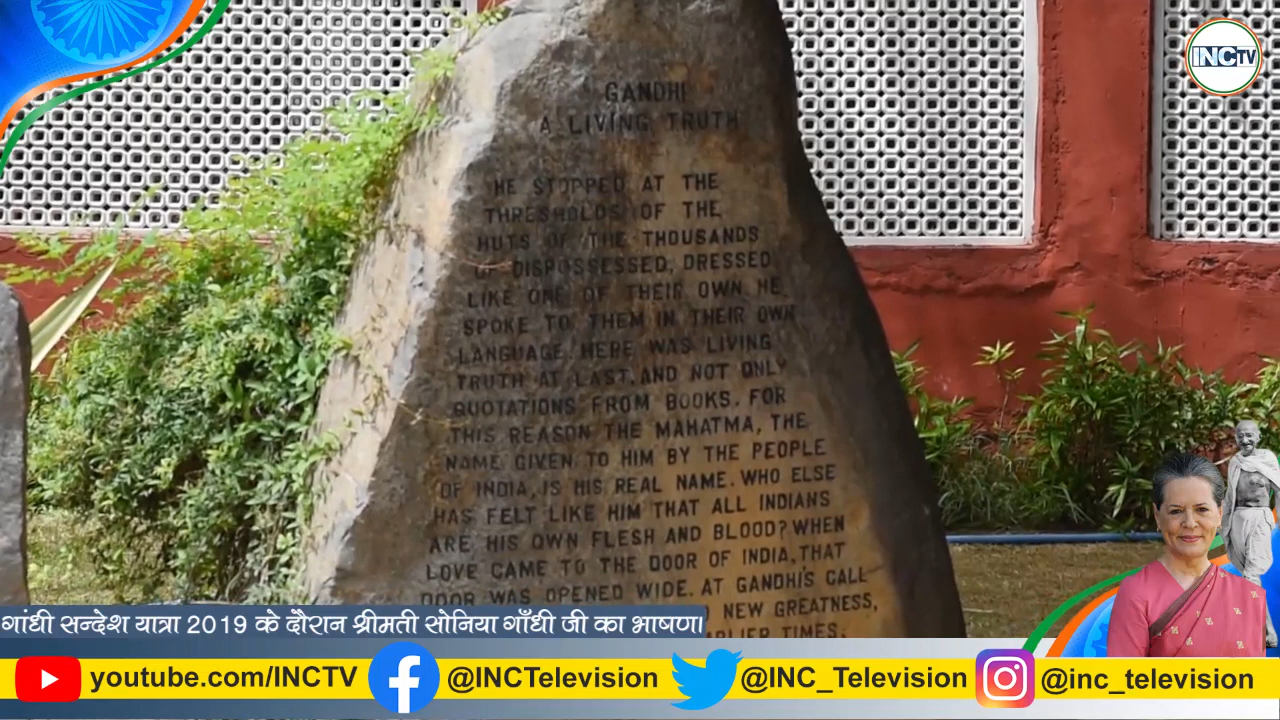 INCTV
GANDHI
A LIVING TRUTH
HE STOPPED AT THE
THRESHOLDS OF THE
HUTS OF THE THOUSANDS
OF DISPOSSESSED, DRESSED
LIKE ONE OF THEIR OWN HE
SPOKE TO THEM IN THEIR OWN
LANGUAGE. HERE WAS LIVING
TRUTH AT LAST, AND NOT ONLY
QUOTATIONS FROM BOOKS. FOR
THIS REASON THE MAHATMA, THE
NAME GIVEN TO HIM BY THE PEOPLE
OF INDIA, IS HIS REAL NAME. WHO ELSE
HAS FELT LIKE HIM THAT ALL INDIANS
ARE HIS OWN FLESH AND BLOOD? WHEN
LOVE CAME TO THE DOOR OF INDIA, THAT
DOOR WAS OPENED WIDE. AT GANDHI'S CALL
NEW GREATNESS,
TIMES.
गांधी सन्देश यात्रा 2019 के दौरान श्रीमती सोनिया गाँधी जी का भाषण।
youtube.com/INCTV @INCTelevision @INC_Television @inc_television